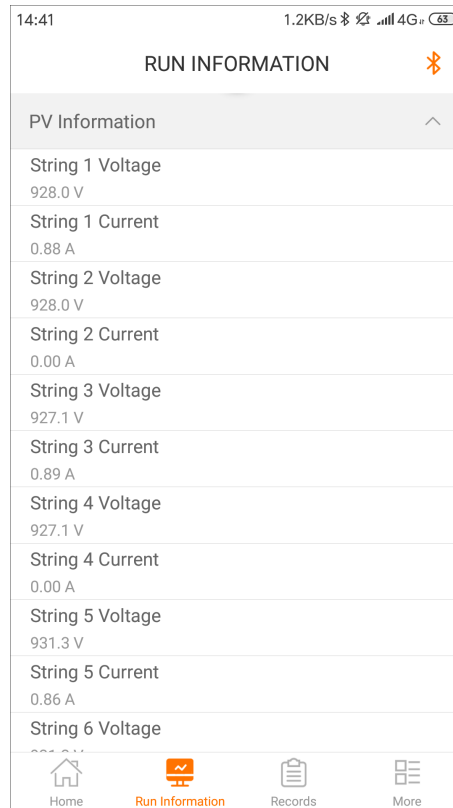 14:41 1.2KB/s 4G 63
RUN INFORMATION
PV Information
String 1 Voltage
928.0 V
String 1 Current
0.88 A
String 2 Voltage
928.0 V
String 2 Current
0.00 A
String 3 Voltage
927.1 V
String 3 Current
0.89 A
String 4 Voltage
927.1 V
String 4 Current
0.00 A
String 5 Voltage
931.3 V
String 5 Current
0.86 A
String 6 Voltage
Home Run Information Records More